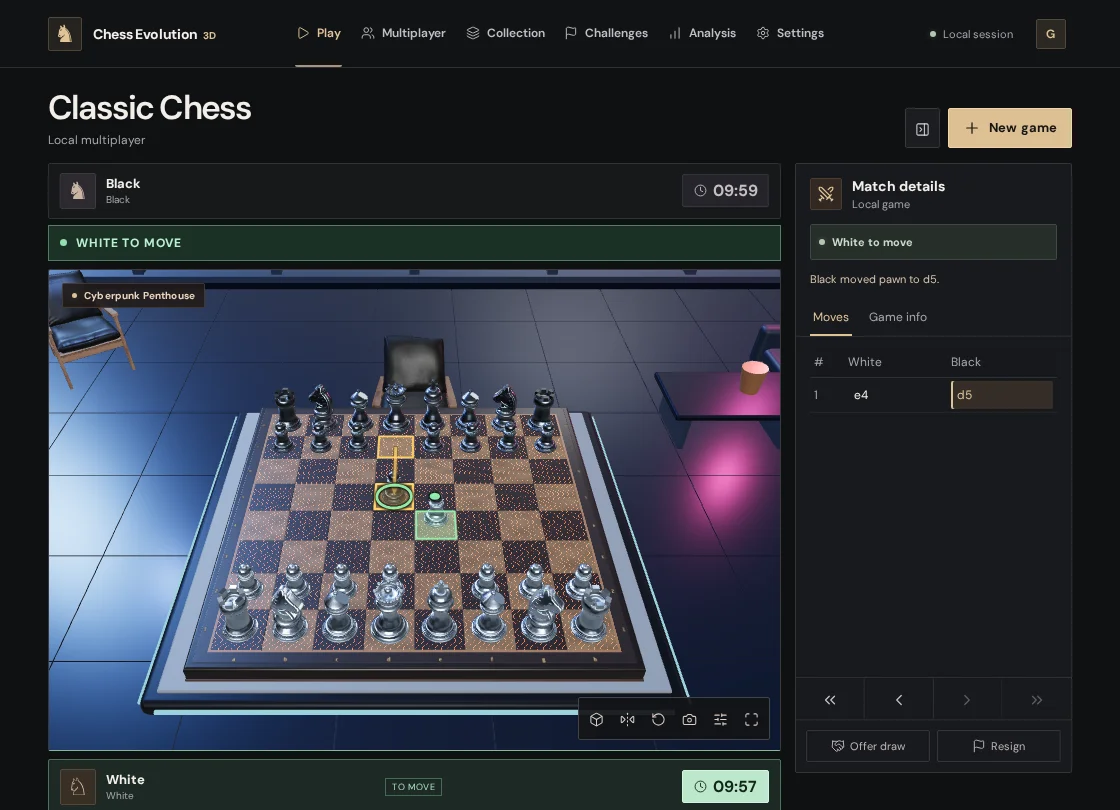 Chess Evolution 3D
Play
Multiplayer
Collection
Challenges
Analysis
Settings
Local session
G
Classic Chess
Local multiplayer
New game
Black
Black
09:59
WHITE TO MOVE
Cyberpunk Penthouse
Match details
Local game
White to move
Black moved pawn to d5.
Moves
Game info
# White Black
1 e4 d5
Offer draw
Resign
White
White
TO MOVE
09:57